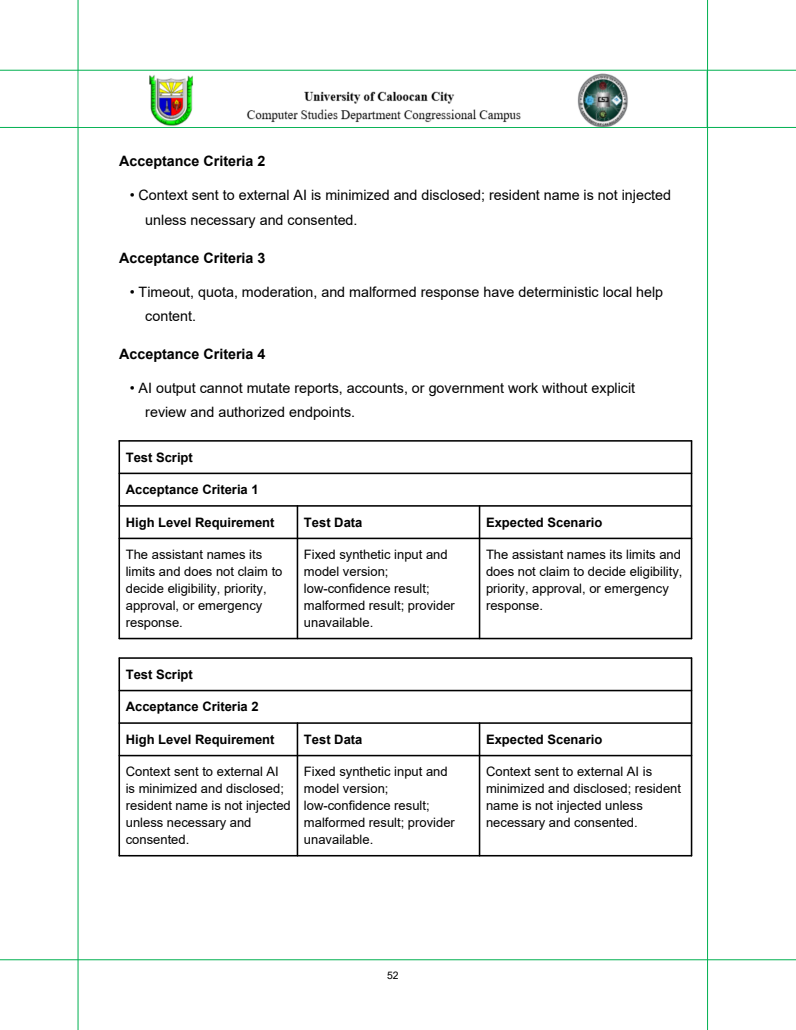 University of Caloocan City
Computer Studies Department Congressional Campus
Acceptance Criteria 2
• Context sent to external AI is minimized and disclosed; resident name is not injected
unless necessary and consented.
Acceptance Criteria 3
• Timeout, quota, moderation, and malformed response have deterministic local help
content.
Acceptance Criteria 4
• AI output cannot mutate reports, accounts, or government work without explicit
review and authorized endpoints.
Test Script
Acceptance Criteria 1
High Level Requirement
Test Data
Expected Scenario
The assistant names its
limits and does not claim to
decide eligibility, priority,
approval, or emergency
response.
Fixed synthetic input and
model version;
low-confidence result;
malformed result; provider
unavailable.
The assistant names its limits and
does not claim to decide eligibility,
priority, approval, or emergency
response.
Test Script
Acceptance Criteria 2
High Level Requirement
Test Data
Expected Scenario
Context sent to external AI
is minimized and disclosed;
resident name is not injected
unless necessary and
consented.
Fixed synthetic input and
model version;
low-confidence result;
malformed result; provider
unavailable.
Context sent to external AI is
minimized and disclosed; resident
name is not injected unless
necessary and consented.
52